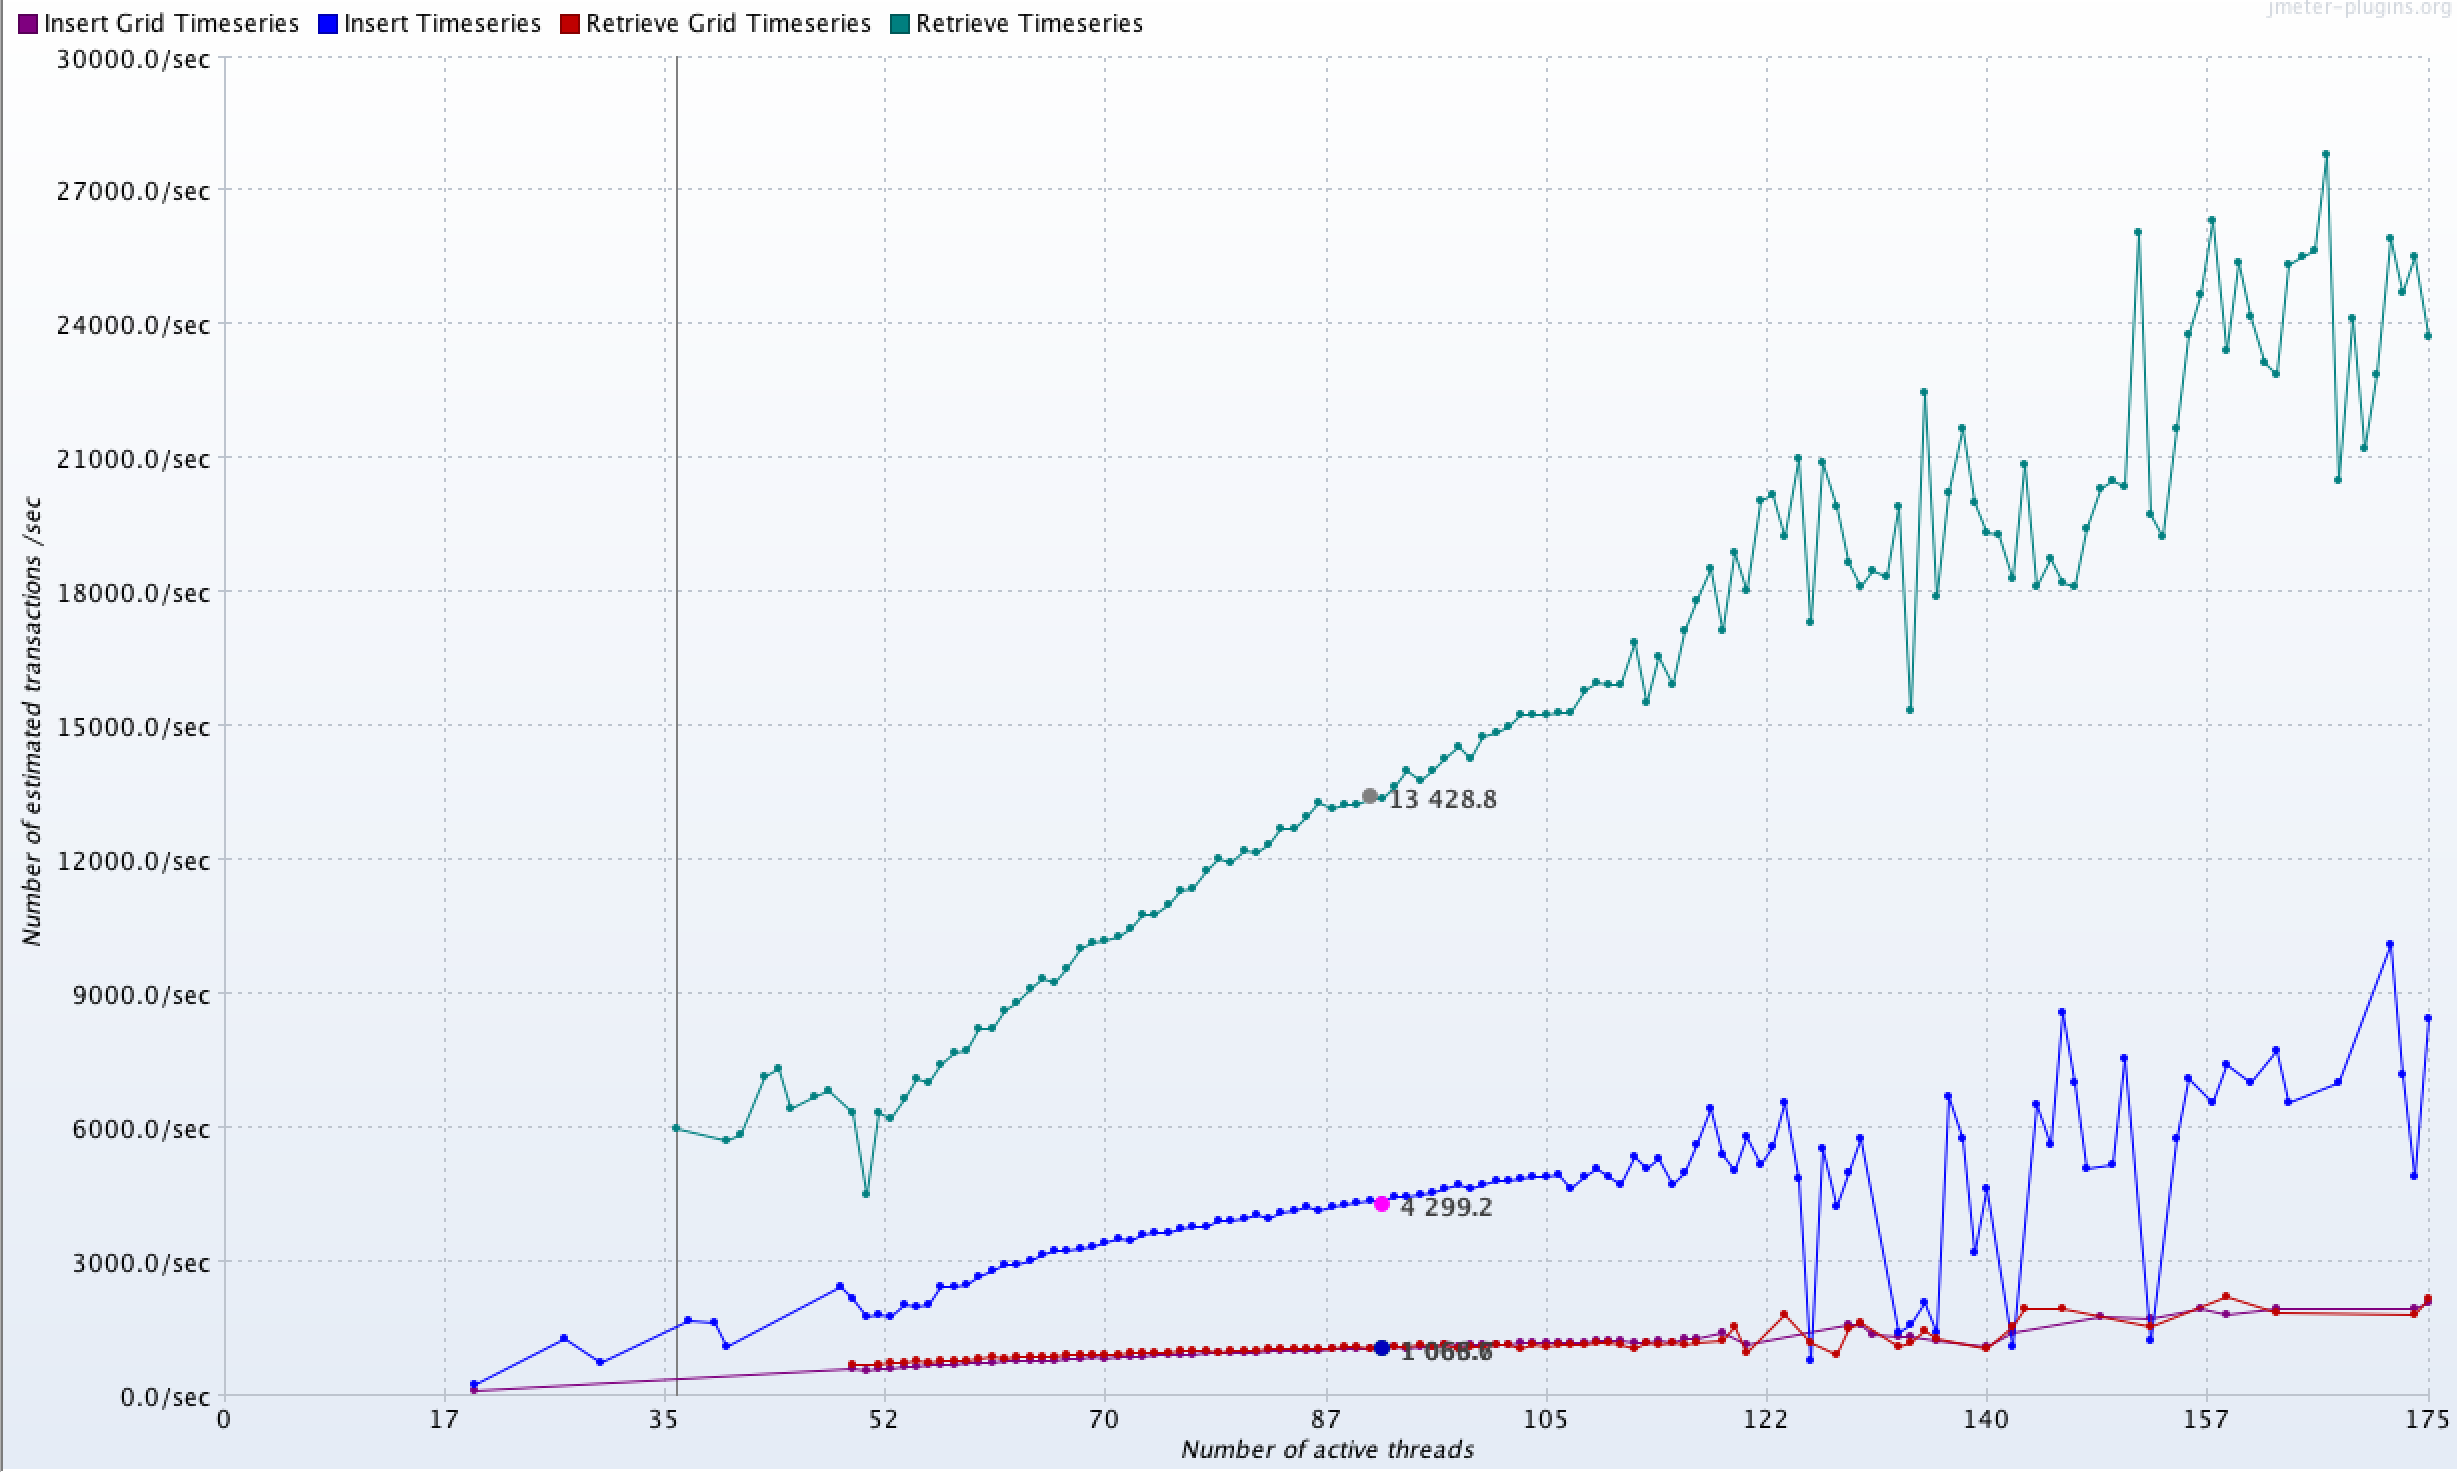 jmeter-plugins.org
Insert Grid Timeseries Insert Timeseries Retrieve Grid Timeseries Retrieve Timeseries
30000.0/sec
27000.0/sec
24000.0/sec
21000.0/sec
18000.0/sec
15000.0/sec
12000.0/sec
9000.0/sec
6000.0/sec
3000.0/sec
0.0/sec
Number of estimated transactions /sec
13 428.8
4 299.2
0 17 35 52 70 87 105 122 140 157 175
Number of active threads